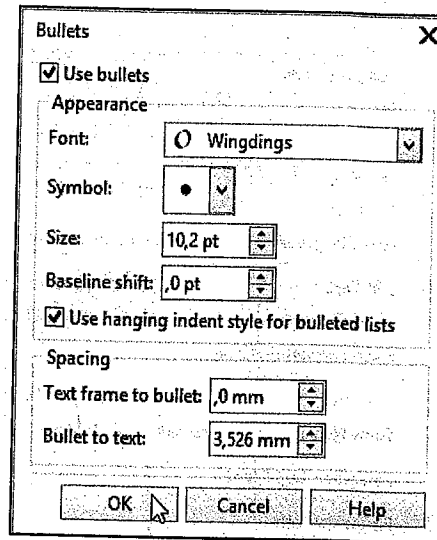 Bullets
Use bullets
Appearance
Font: O Wingdings
Symbol:
Size: 10,2 pt
Baseline shift: ,0 pt
Use hanging indent style for bulleted lists
Spacing
Text frame to bullet: ,0 mm
Bullet to text: 3,526 mm
OK Cancel Help